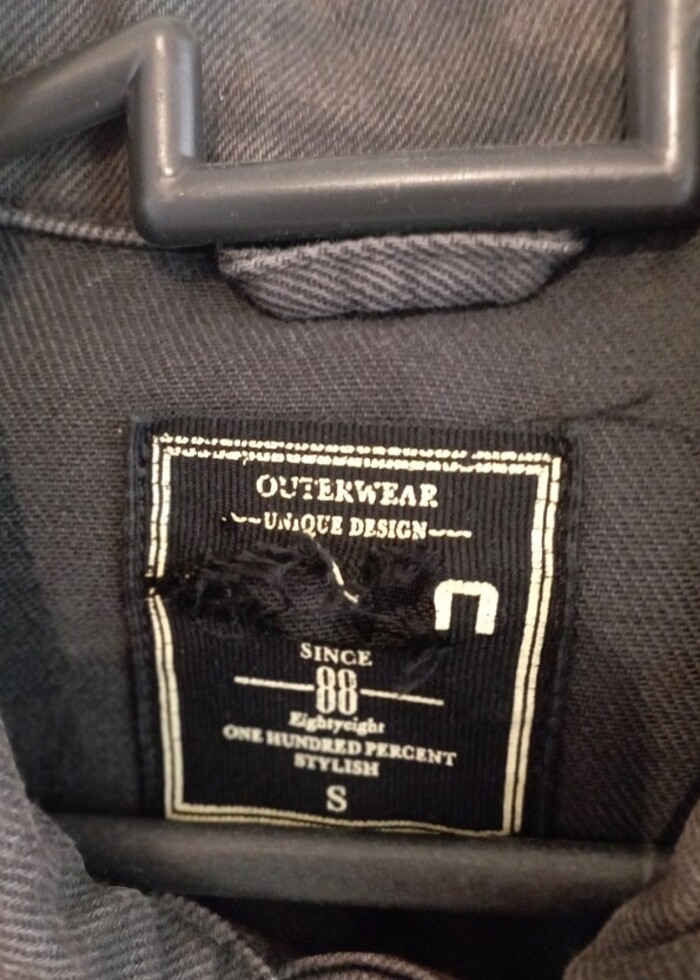 OUTERWEAR
UNIQUE DESIGN
n
SINCE
88
Eightyeight
ONE HUNDRED PERCENT
STYLISH
S